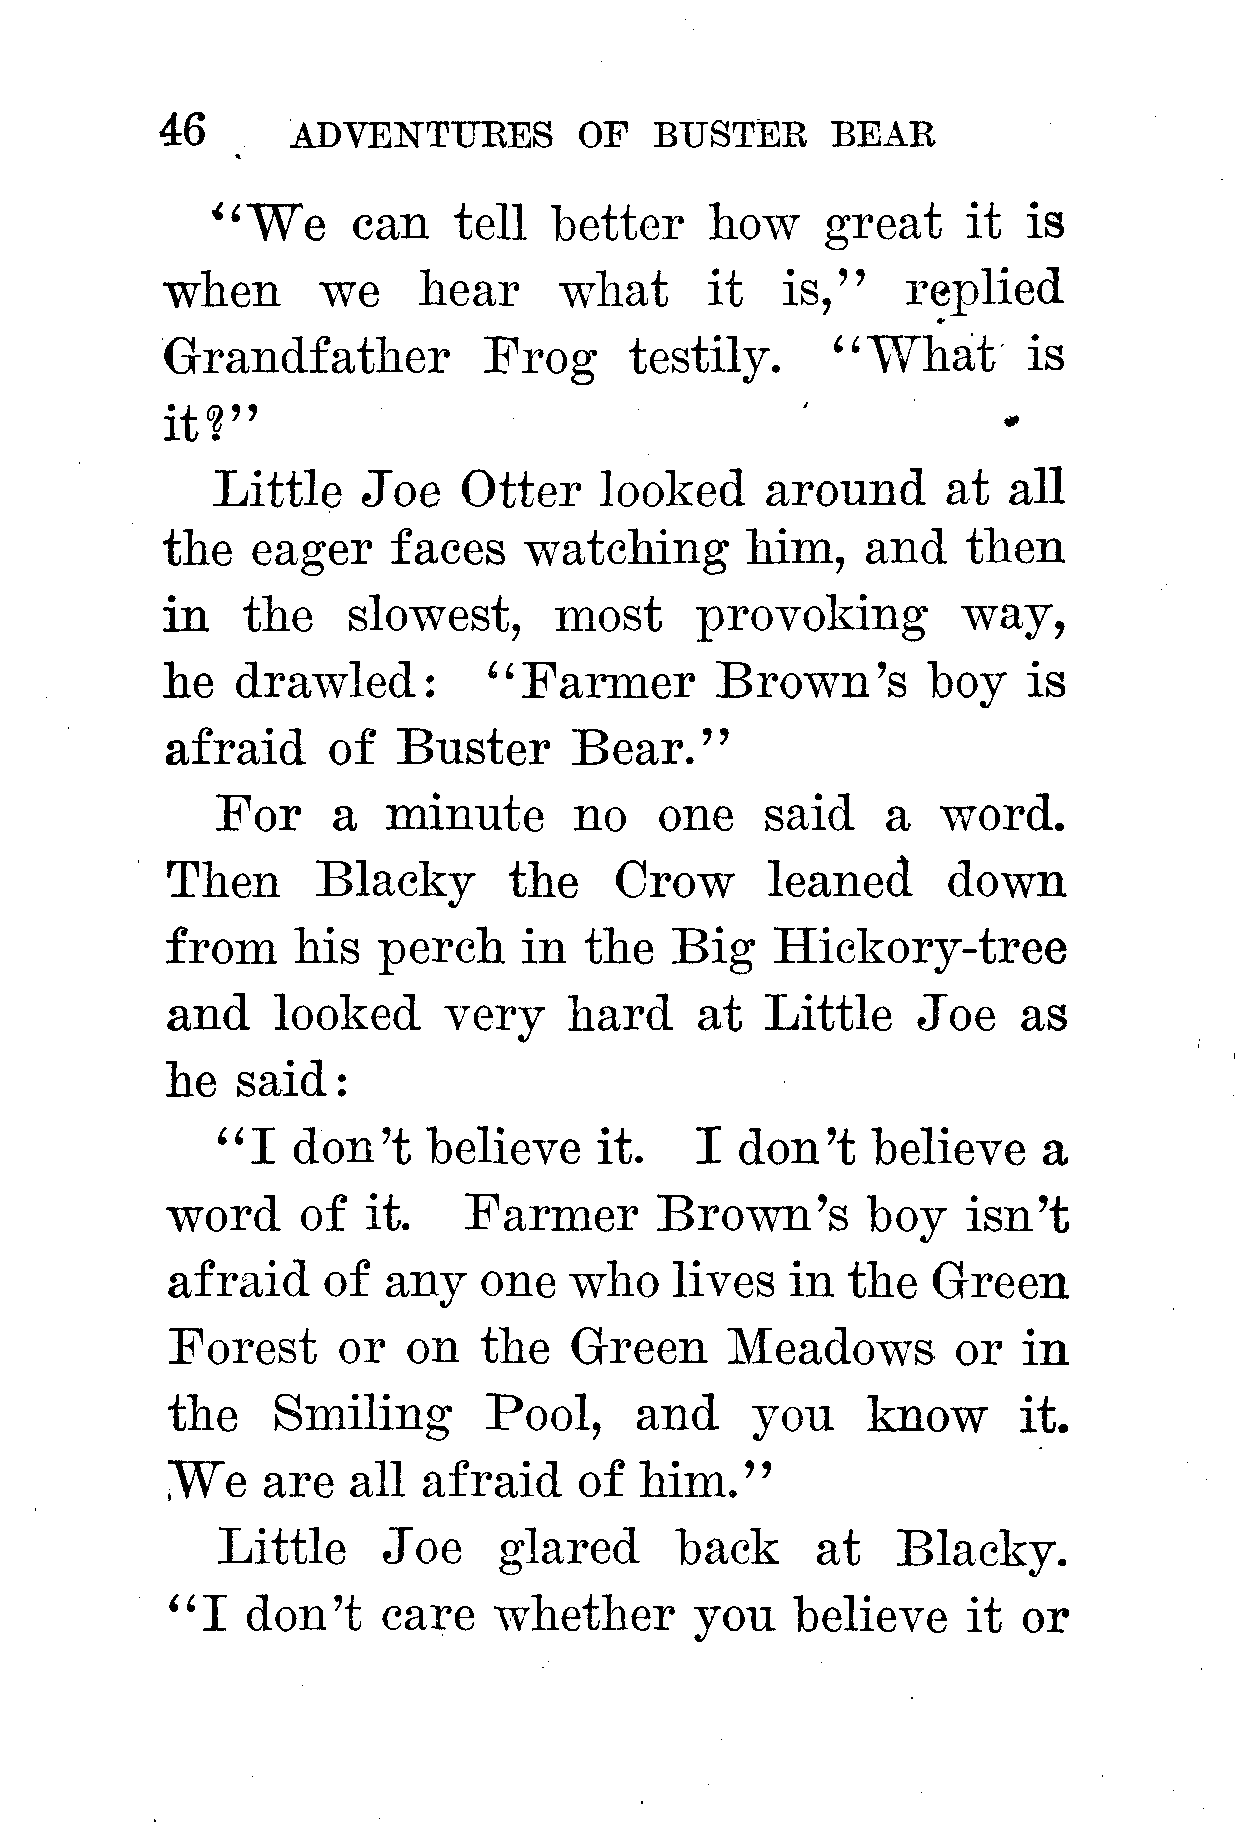 46 ADVENTURES OF BUSTER BEAR
"We can tell better how great it is
when we hear what it is," replied
Grandfather Frog testily. "What is
it?"
Little Joe Otter looked around at all
the eager faces watching him, and then
in the slowest, most provoking way,
he drawled: "Farmer Brown's boy is
afraid of Buster Bear."
For a minute no one said a word.
Then Blacky the Crow leaned down
from his perch in the Big Hickory-tree
and looked very hard at Little Joe as
he said:
"I don't believe it. I don't believe a
word of it. Farmer Brown's boy isn't
afraid of any one who lives in the Green
Forest or on the Green Meadows or in
the Smiling Pool, and you know it.
We are all afraid of him."
Little Joe glared back at Blacky.
"I don't care whether you believe it or